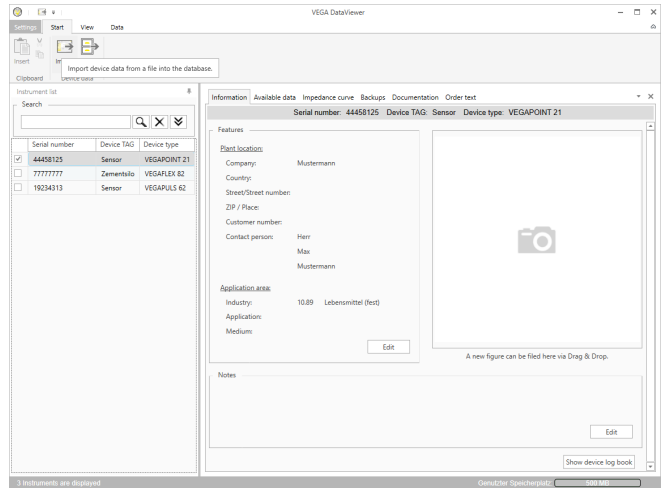 VEGA DataViewer
Settings Start View Data
Insert
Import device data from a file into the database.
Clipboard Device data
Instrument list
Search
Serial number Device TAG Device type
44458125 Sensor VEGAPOINT 21
77777777 Zementsilo VEGAFLEX 82
19234313 Sensor VEGAPULS 62
Information Available data Impedance curve Backups Documentation Order text
Serial number: 44458125 Device TAG: Sensor Device type: VEGAPOINT 21
Features
Plant location:
Company: Mustermann
Country:
Street/Street number:
ZIP / Place:
Customer number:
Contact person: Herr
Max
Mustermann
Application area:
Industry: 10.89 Lebensmittel (fest)
Application:
Medium:
Edit
A new figure can be filed here via Drag & Drop.
Notes
Edit
Show device log book
3 Instruments are displayed
Genutzter Speicherplatz: 500 MB